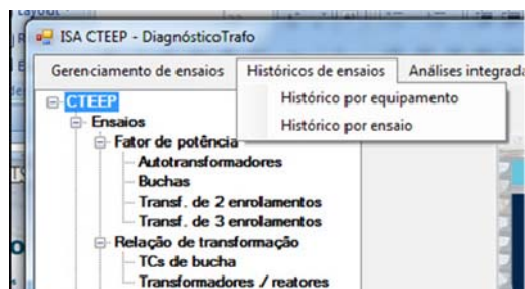 ISA CTEEP - DiagnósticoTrafo
Gerenciamento de ensaios Históricos de ensaios Análises
Histórico por equipamento
Histórico por ensaio
CTEEP
Ensaios
Fator de potência
Autotransformadores
Buchas
Transf. de 2 enrolamentos
Transf. de 3 enrolamentos
Relação de transformação
TCs de bucha
Transformadores / reatores